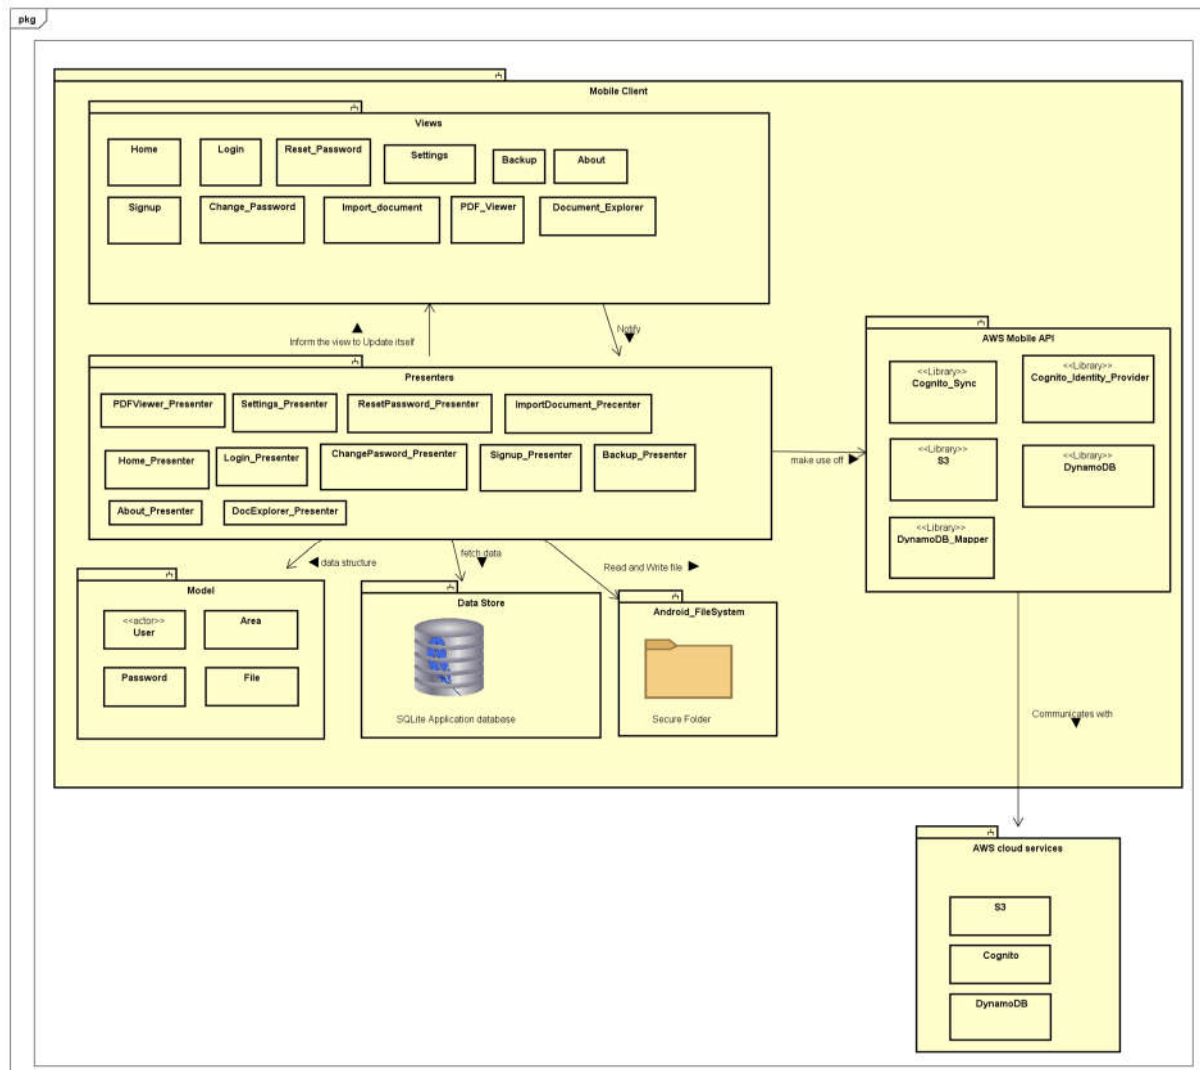 pkg
Mobile Client
Views
Home
Login
Reset_Password
Settings
Backup
About
Signup
Change_Password
Import_document
PDF_Viewer
Document_Explorer
Inform the view to Update itself
Notify
Presenters
PDFViewer_Presenter
Settings_Presenter
ResetPassword_Presenter
ImportDocument_Precenter
Home_Presenter
Login_Presenter
ChangePasword_Presenter
Signup_Presenter
Backup_Presenter
About_Presenter
DocExplorer_Presenter
make use off
AWS Mobile API
<<Library>>
Cognito_Sync
<<Library>>
Cognito_Identity_Provider
<<Library>>
S3
<<Library>>
DynamoDB
<<Library>>
DynamoDB_Mapper
data structure
fetch data
Read and Write file
Model
<<actor>>
User
Area
Password
File
Data Store
SQLite Application database
Android_FileSystem
Secure Folder
Communicates with
AWS cloud services
S3
Cognito
DynamoDB